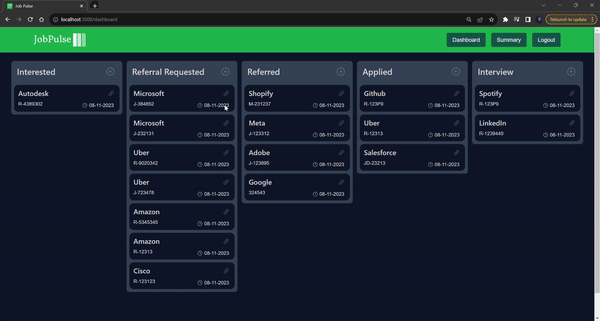 Job Pulse
localhost:3000/dashboard
Relaunch to update
JobPulse
Dashboard
Summary
Logout
Interested
Autodesk
R-4389302
08-11-2023
Referral Requested
Microsoft
J-384652
08-11-2023
Microsoft
J-232131
08-11-2023
Uber
R-9020342
08-11-2023
Uber
J-723478
08-11-2023
Amazon
R-5345345
08-11-2023
Amazon
R-12313
08-11-2023
Cisco
R-123123
08-11-2023
Referred
Shopify
M-231237
08-11-2023
Meta
J-123312
08-11-2023
Adobe
J-123895
08-11-2023
Google
324543
08-11-2023
Applied
Github
R-123P9
08-11-2023
Uber
R-12313
08-11-2023
Salesforce
JD-23213
08-11-2023
Interview
Spotify
R-123P9
08-11-2023
LinkedIn
R-1239449
08-11-2023